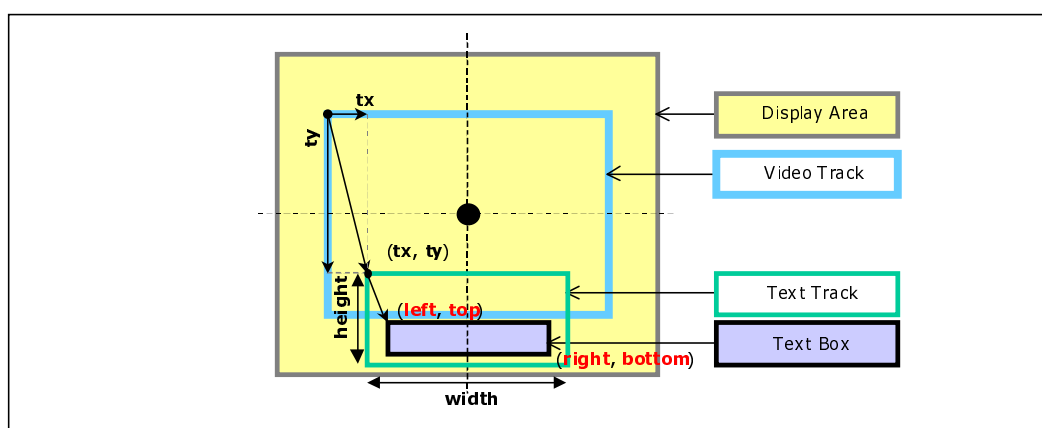 tx
Display Area
ty
Video Track
(tx, ty)
Text Track
height
(left, top)
Text Box
(right, bottom)
width